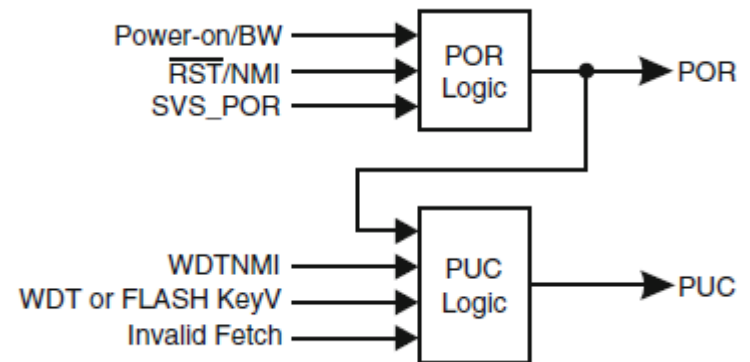 Power-on/BW
RST/NMI
SVS_POR
POR
Logic
POR
WDTNMI
WDT or FLASH KeyV
Invalid Fetch
PUC
Logic
PUC